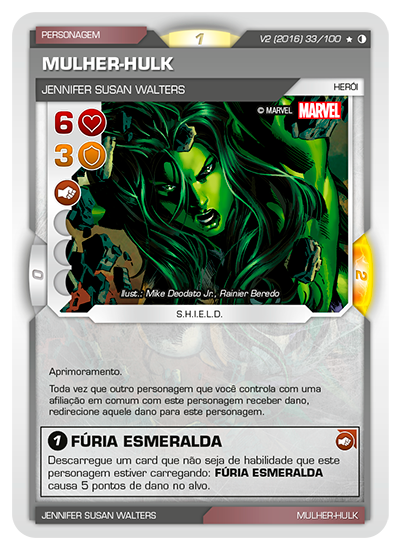 PERSONAGEM
1
V2 (2016) 33/100
MULHER-HULK
JENNIFER SUSAN WALTERS
HERÓI
6
© MARVEL MARVEL
3
0
2
Illust.: Mike Deodato Jr., Rainier Beredo
S.H.I.E.L.D.
Aprimoramento.
Toda vez que outro personagem que você controla com uma
afiliação em comum com este personagem receber dano,
redirecione aquele dano para este personagem.
1 FÚRIA ESMERALDA
Descarregue um card que não seja de habilidade que este
personagem estiver carregando: FÚRIA ESMERALDA
causa 5 pontos de dano no alvo.
JENNIFER SUSAN WALTERS
MULHER-HULK